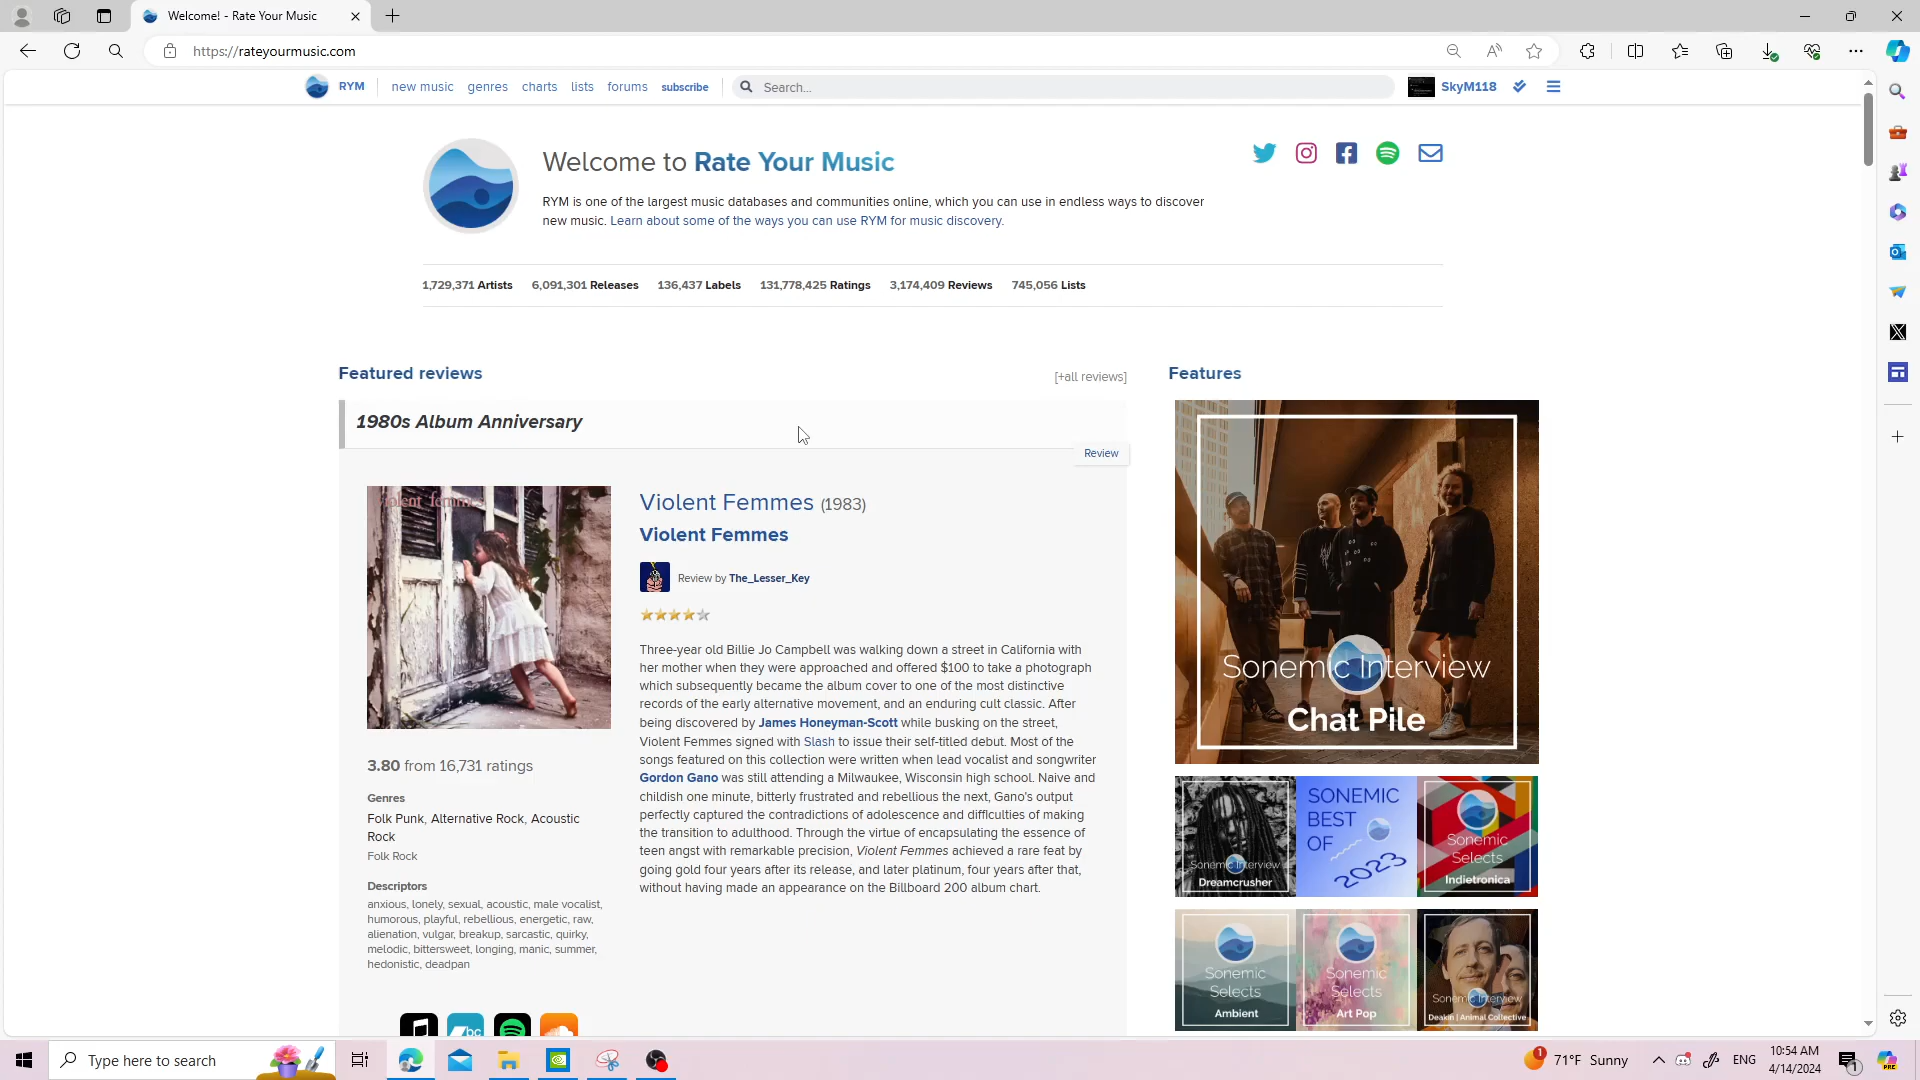 Welcome! - Rate Your Music
https://rateyourmusic.com
RYM new music genres charts lists forums subscribe Search... SkyM118
Welcome to Rate Your Music
RYM is one of the largest music databases and communities online, which you can use in endless ways to discover
new music. Learn about some of the ways you can use RYM for music discovery.
1,729,371 Artists 6,091,301 Releases 136,437 Labels 131,778,425 Ratings 3,174,409 Reviews 745,056 Lists
Featured reviews
[+all reviews]
1980s Album Anniversary
Review
violent femmes
Violent Femmes (1983)
Violent Femmes
Review by The_Lesser_Key
Three-year old Billie Jo Campbell was walking down a street in California with
her mother when they were approached and offered $100 to take a photograph
which subsequently became the album cover to one of the most distinctive
records of the early alternative movement, and an enduring cult classic. After
being discovered by James Honeyman-Scott while busking on the street,
Violent Femmes signed with Slash to issue their self-titled debut. Most of the
songs featured on this collection were written when lead vocalist and songwriter
Gordon Gano was still attending a Milwaukee, Wisconsin high school. Naive and
childish one minute, bitterly frustrated and rebellious the next, Gano's output
perfectly captured the contradictions of adolescence and difficulties of making
the transition to adulthood. Through the virtue of encapsulating the essence of
teen angst with remarkable precision, Violent Femmes achieved a rare feat by
going gold four years after its release, and later platinum, four years after that,
without having made an appearance on the Billboard 200 album chart.
3.80 from 16,731 ratings
Genres
Folk Punk, Alternative Rock, Acoustic
Rock
Folk Rock
Descriptors
anxious, lonely, sexual, acoustic, male vocalist,
humorous, playful, rebellious, energetic, raw,
alienation, vulgar, breakup, sarcastic, quirky,
melodic, bittersweet, longing, manic, summer,
hedonistic, deadpan
bc
Features
Sonemic Interview
Chat Pile
Sonemic Interview
Dreamcrusher
SONEMIC
BEST
OF
2023
Sonemic
Selects
Indietronica
Sonemic
Selects
Ambient
Sonemic
Selects
Art Pop
Sonemic Interview
Deakin | Animal Collective
Type here to search
1
71°F Sunny
ENG
10:54 AM
4/14/2024
1
PRE